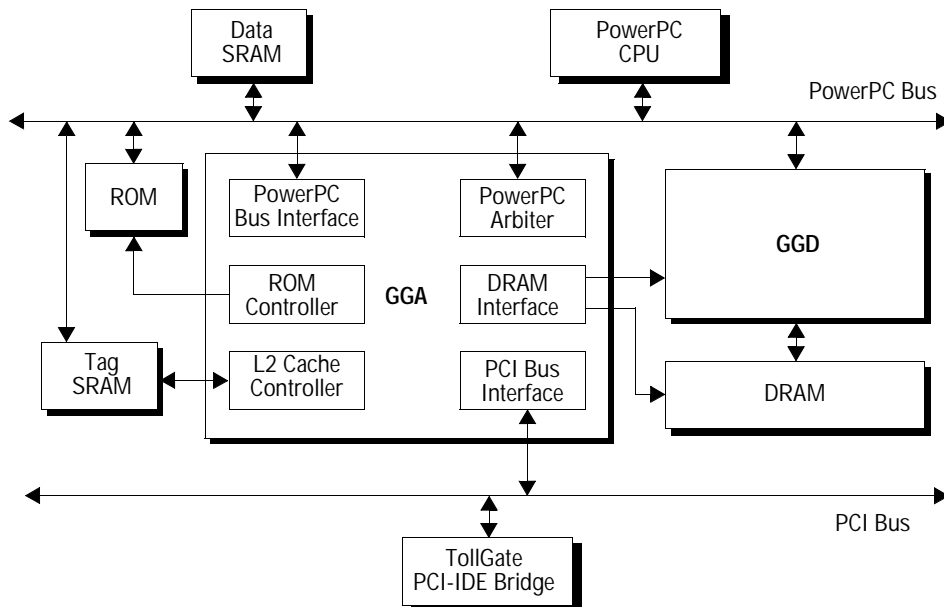 Data
SRAM
PowerPC
CPU
PowerPC Bus
ROM
PowerPC
Bus Interface
PowerPC
Arbiter
GGD
ROM
Controller
GGA
DRAM
Interface
Tag
SRAM
L2 Cache
Controller
PCI Bus
Interface
DRAM
PCI Bus
TollGate
PCI-IDE Bridge